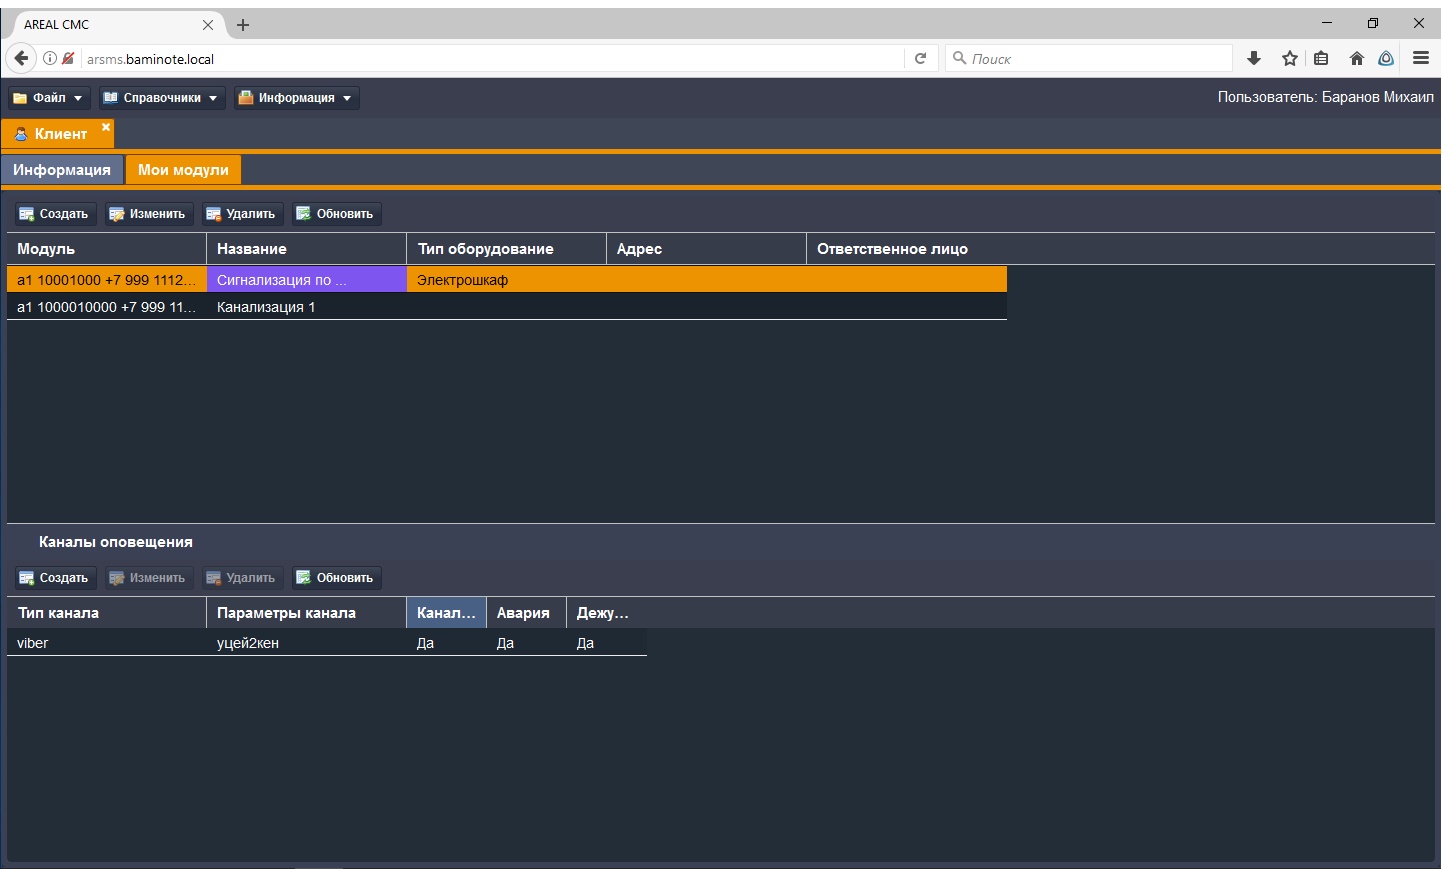 AREAL СМС
arsms.baminote.local
Поиск
Файл Справочники Информация Пользователь: Баранов Михаил
Клиент
Информация Мои модули
Создать Изменить Удалить Обновить
Модуль Название Тип оборудование Адрес Ответственное лицо
a1 10001000 +7 999 1112... Сигнализация по ... Электрошкаф
a1 1000010000 +7 999 11... Канализация 1
Каналы оповещения
Создать Изменить Удалить Обновить
Тип канала Параметры канала Канал... Авария Дежу...
viber уцей2кен Да Да Да